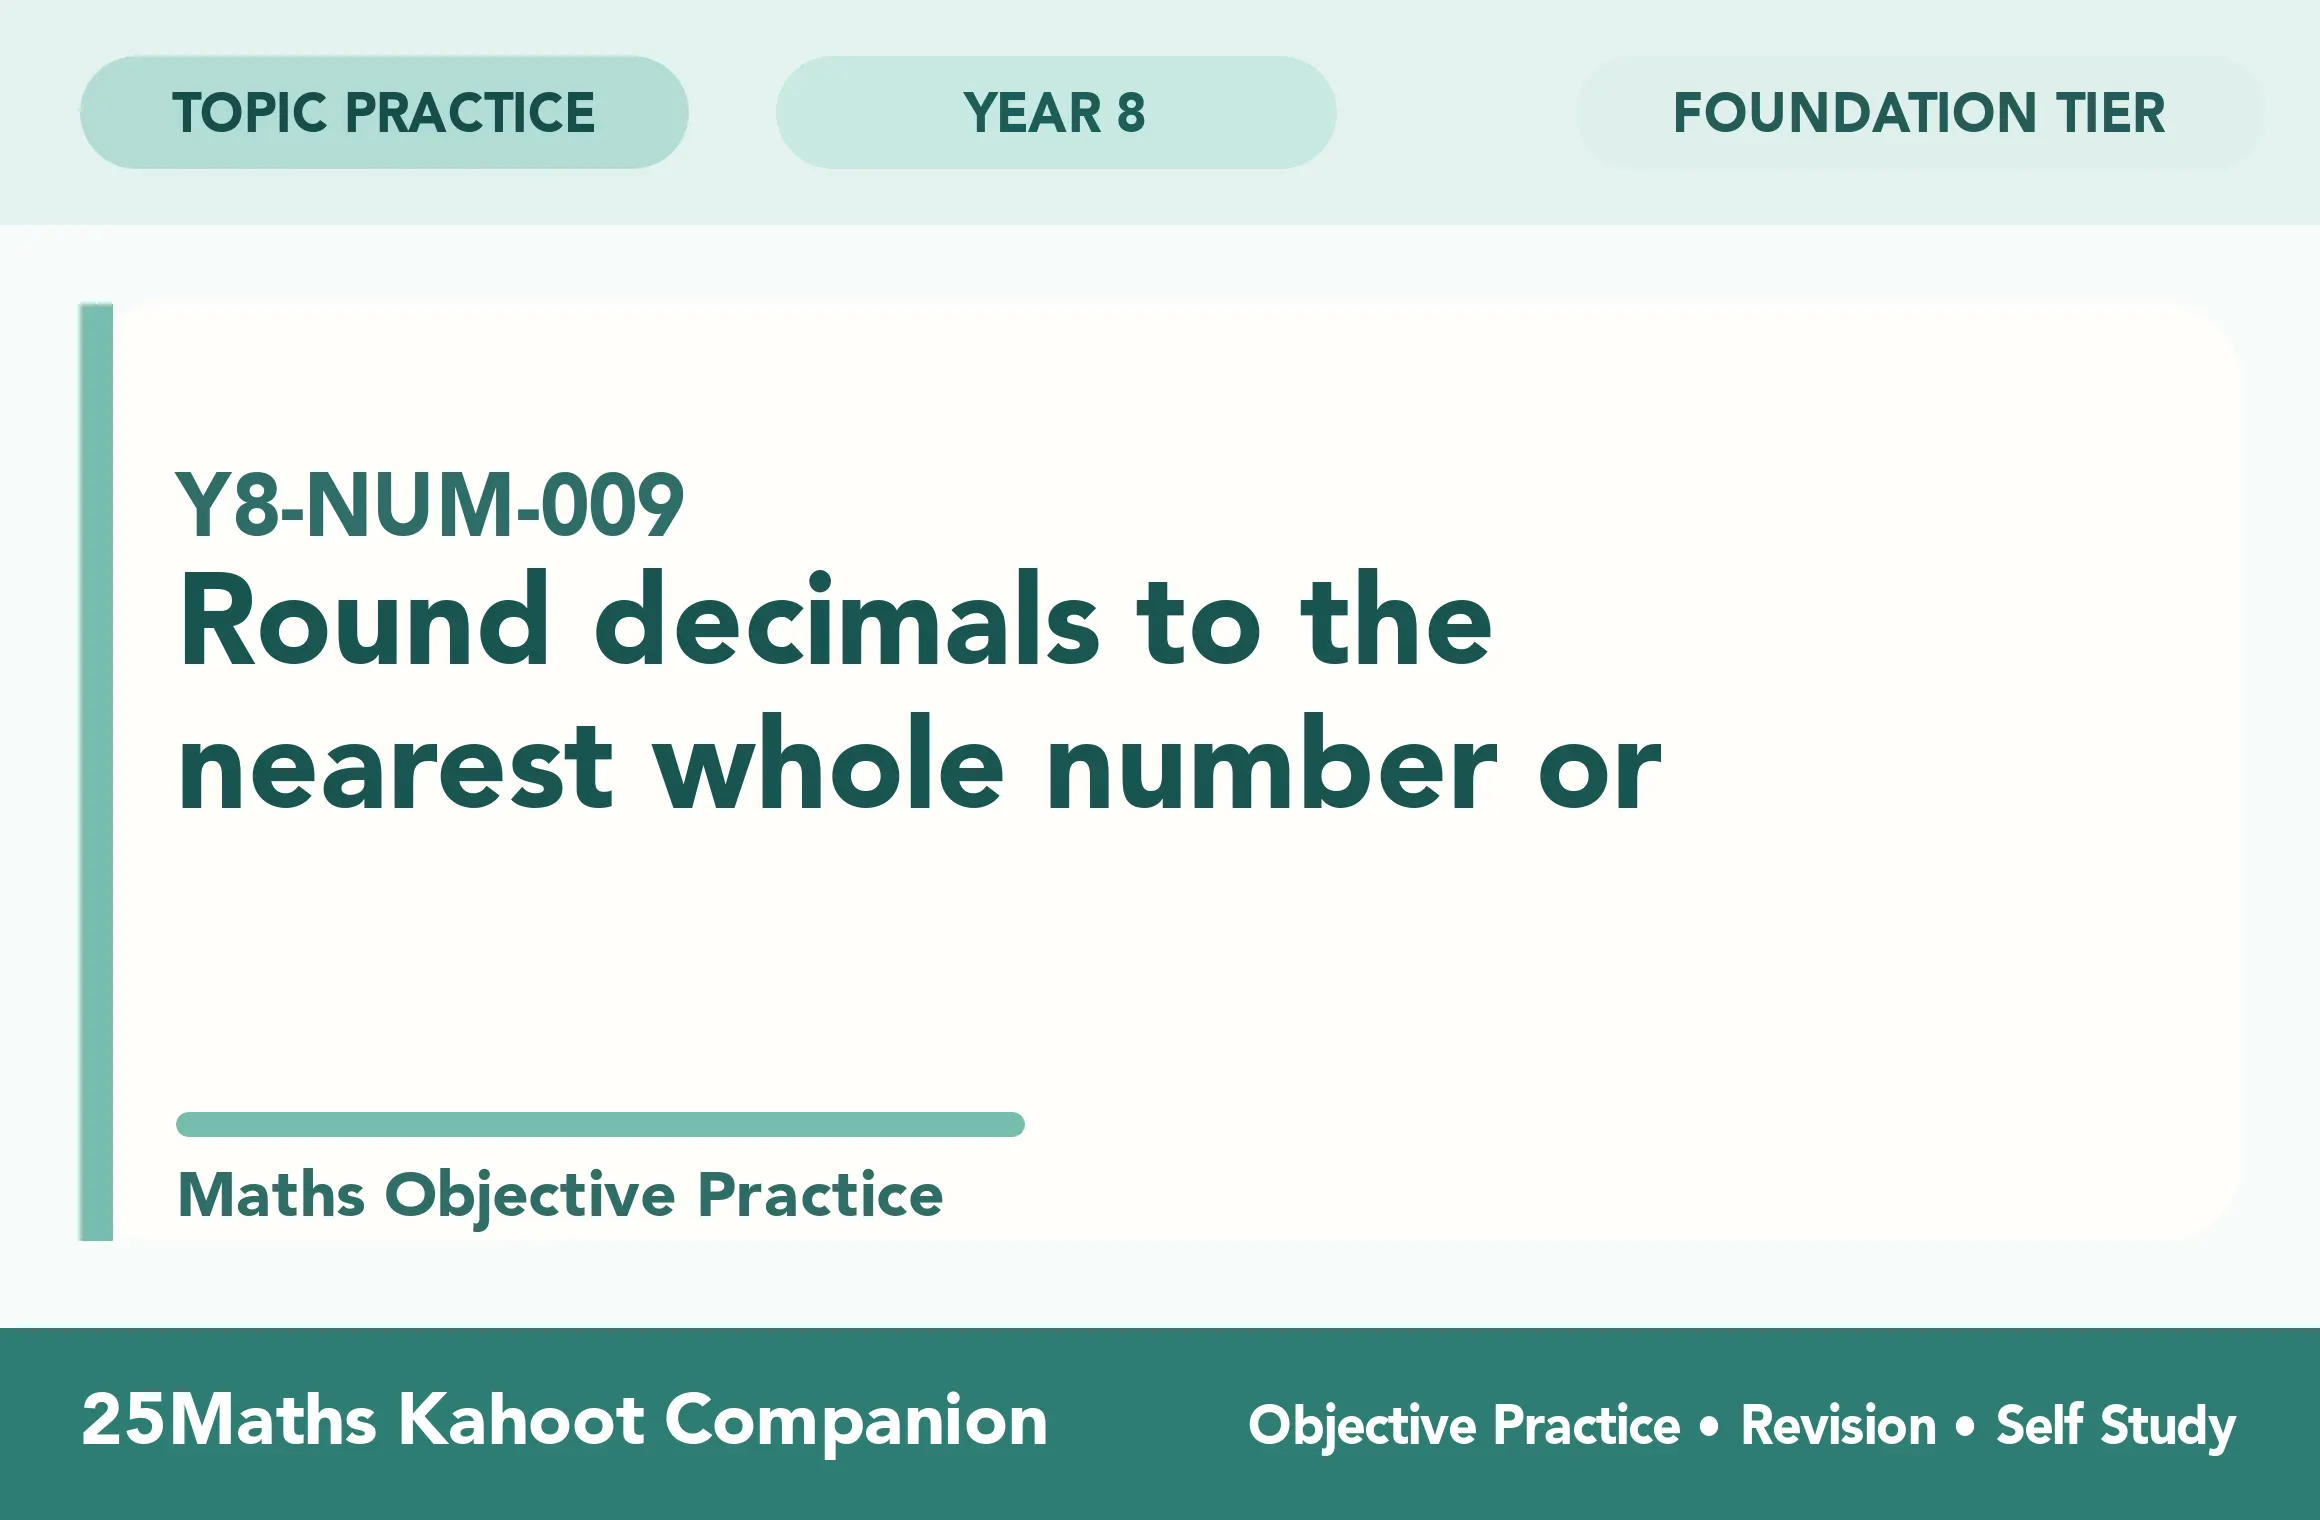 TOPIC PRACTICE
YEAR 8
FOUNDATION TIER
Y8-NUM-009
Round decimals to the
nearest whole number or
Maths Objective Practice
25Maths Kahoot Companion
Objective Practice • Revision • Self Study